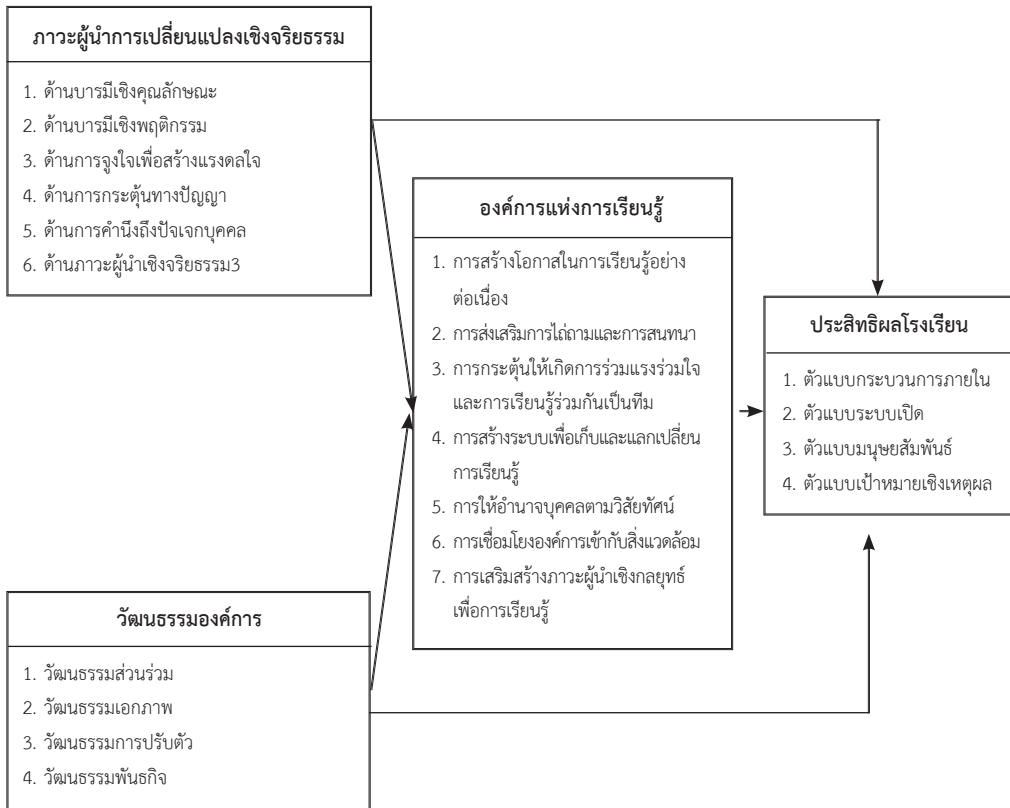 ภาวะผู้นำการเปลี่ยนแปลงเชิงจริยธรรม
1. ด้านบารมีเชิงคุณลักษณะ
2. ด้านบารมีเชิงพฤติกรรม
3. ด้านการจูงใจเพื่อสร้างแรงดลใจ
4. ด้านการกระตุ้นทางปัญญา
5. ด้านการคำนึงถึงปัจเจกบุคคล
6. ด้านภาวะผู้นำเชิงจริยธรรม3
องค์การแห่งการเรียนรู้
1. การสร้างโอกาสในการเรียนรู้อย่าง
ต่อเนื่อง
2. การส่งเสริมการไถ่ถามและการสนทนา
3. การกระตุ้นให้เกิดการร่วมแรงร่วมใจ
และการเรียนรู้ร่วมกันเป็นทีม
4. การสร้างระบบเพื่อเก็บและแลกเปลี่ยน
การเรียนรู้
5. การให้อำนาจบุคคลตามวิสัยทัศน์
6. การเชื่อมโยงองค์การเข้ากับสิ่งแวดล้อม
7. การเสริมสร้างภาวะผู้นำเชิงกลยุทธ์
เพื่อการเรียนรู้
ประสิทธิผลโรงเรียน
1. ตัวแบบกระบวนการภายใน
2. ตัวแบบระบบเปิด
3. ตัวแบบมนุษยสัมพันธ์
4. ตัวแบบเป้าหมายเชิงเหตุผล
วัฒนธรรมองค์การ
1. วัฒนธรรมส่วนร่วม
2. วัฒนธรรมเอกภาพ
3. วัฒนธรรมการปรับตัว
4. วัฒนธรรมพันธกิจ